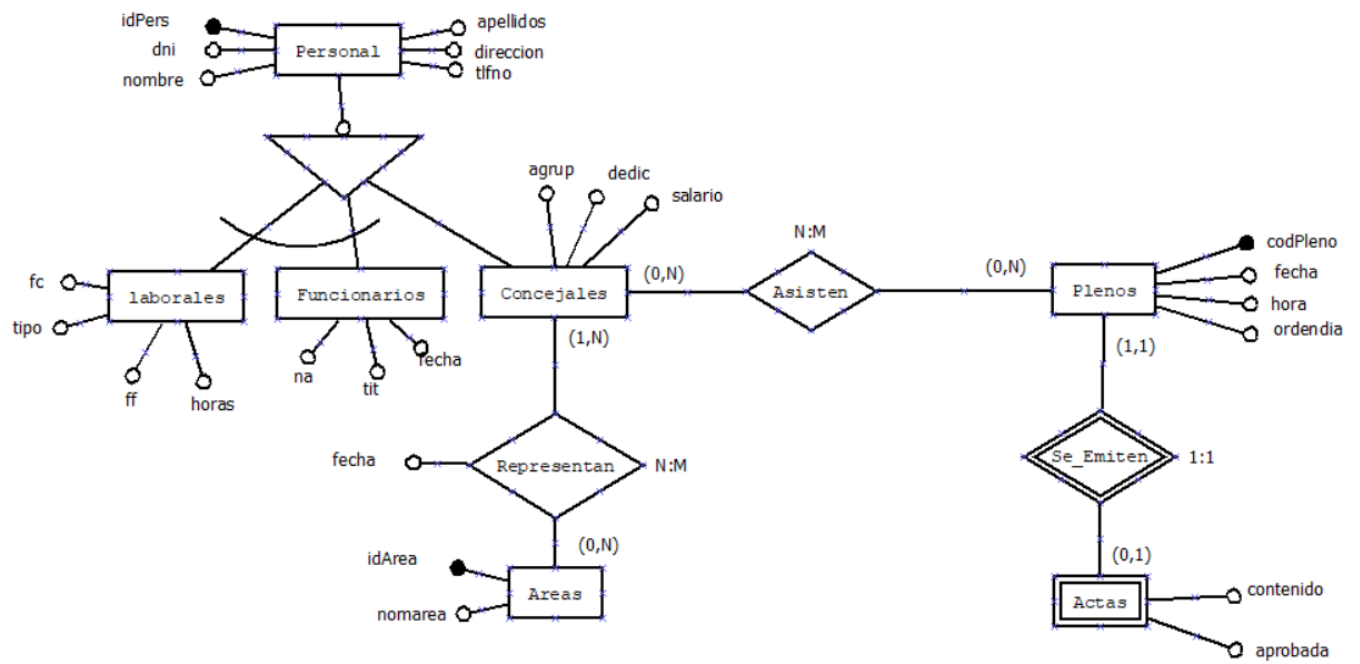 idPers
apellidos
dni
Personal
direccion
nombre
tlfno
agrup
dedic
salario
N:M
codPleno
fc
laborales
Funcionarios
Concejales
(0,N)
Asisten
(0,N)
Plenos
fecha
hora
tipo
ordendia
ff
horas
na
tit
fecha
(1,N)
(1,1)
fecha
Representan
N:M
Se_Emiten
1:1
idArea
(0,N)
(0,1)
nomarea
Areas
Actas
contenido
aprobada